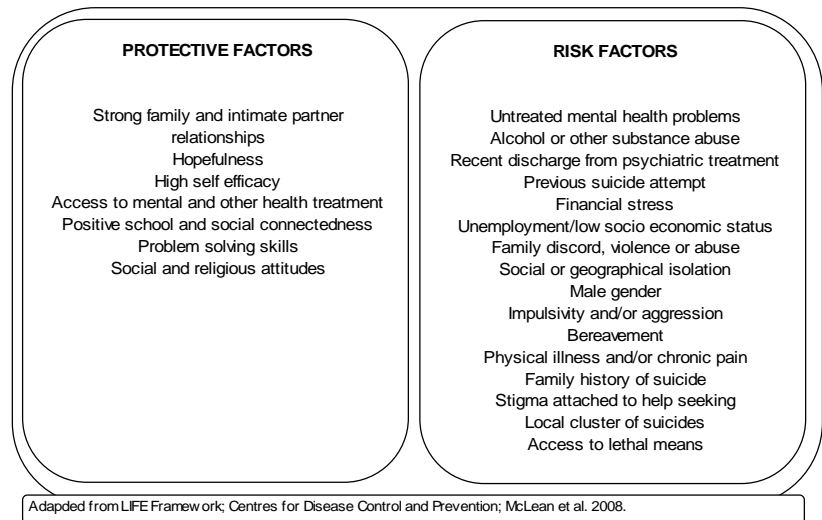 PROTECTIVE FACTORS
Strong family and intimate partner
relationships
Hopefulness
High self efficacy
Access to mental and other health treatment
Positive school and social connectedness
Problem solving skills
Social and religious attitudes
RISK FACTORS
Untreated mental health problems
Alcohol or other substance abuse
Recent discharge from psychiatric treatment
Previous suicide attempt
Financial stress
Unemployment/low socio economic status
Family discord, violence or abuse
Social or geographical isolation
Male gender
Impulsivity and/or aggression
Bereavement
Physical illness and/or chronic pain
Family history of suicide
Stigma attached to help seeking
Local cluster of suicides
Access to lethal means
Adapded from LIFE Framework; Centres for Disease Control and Prevention; McLean et al. 2008.